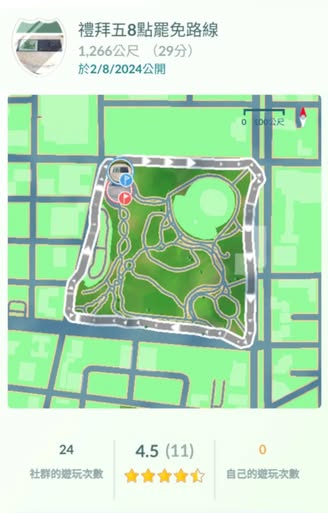 禮拜五8點罷免路線
1,266公尺 （29分）
於2/8/2024公開
0 100公尺
24
社群的遊玩次數
4.5 (11)
0
自己的遊玩次數